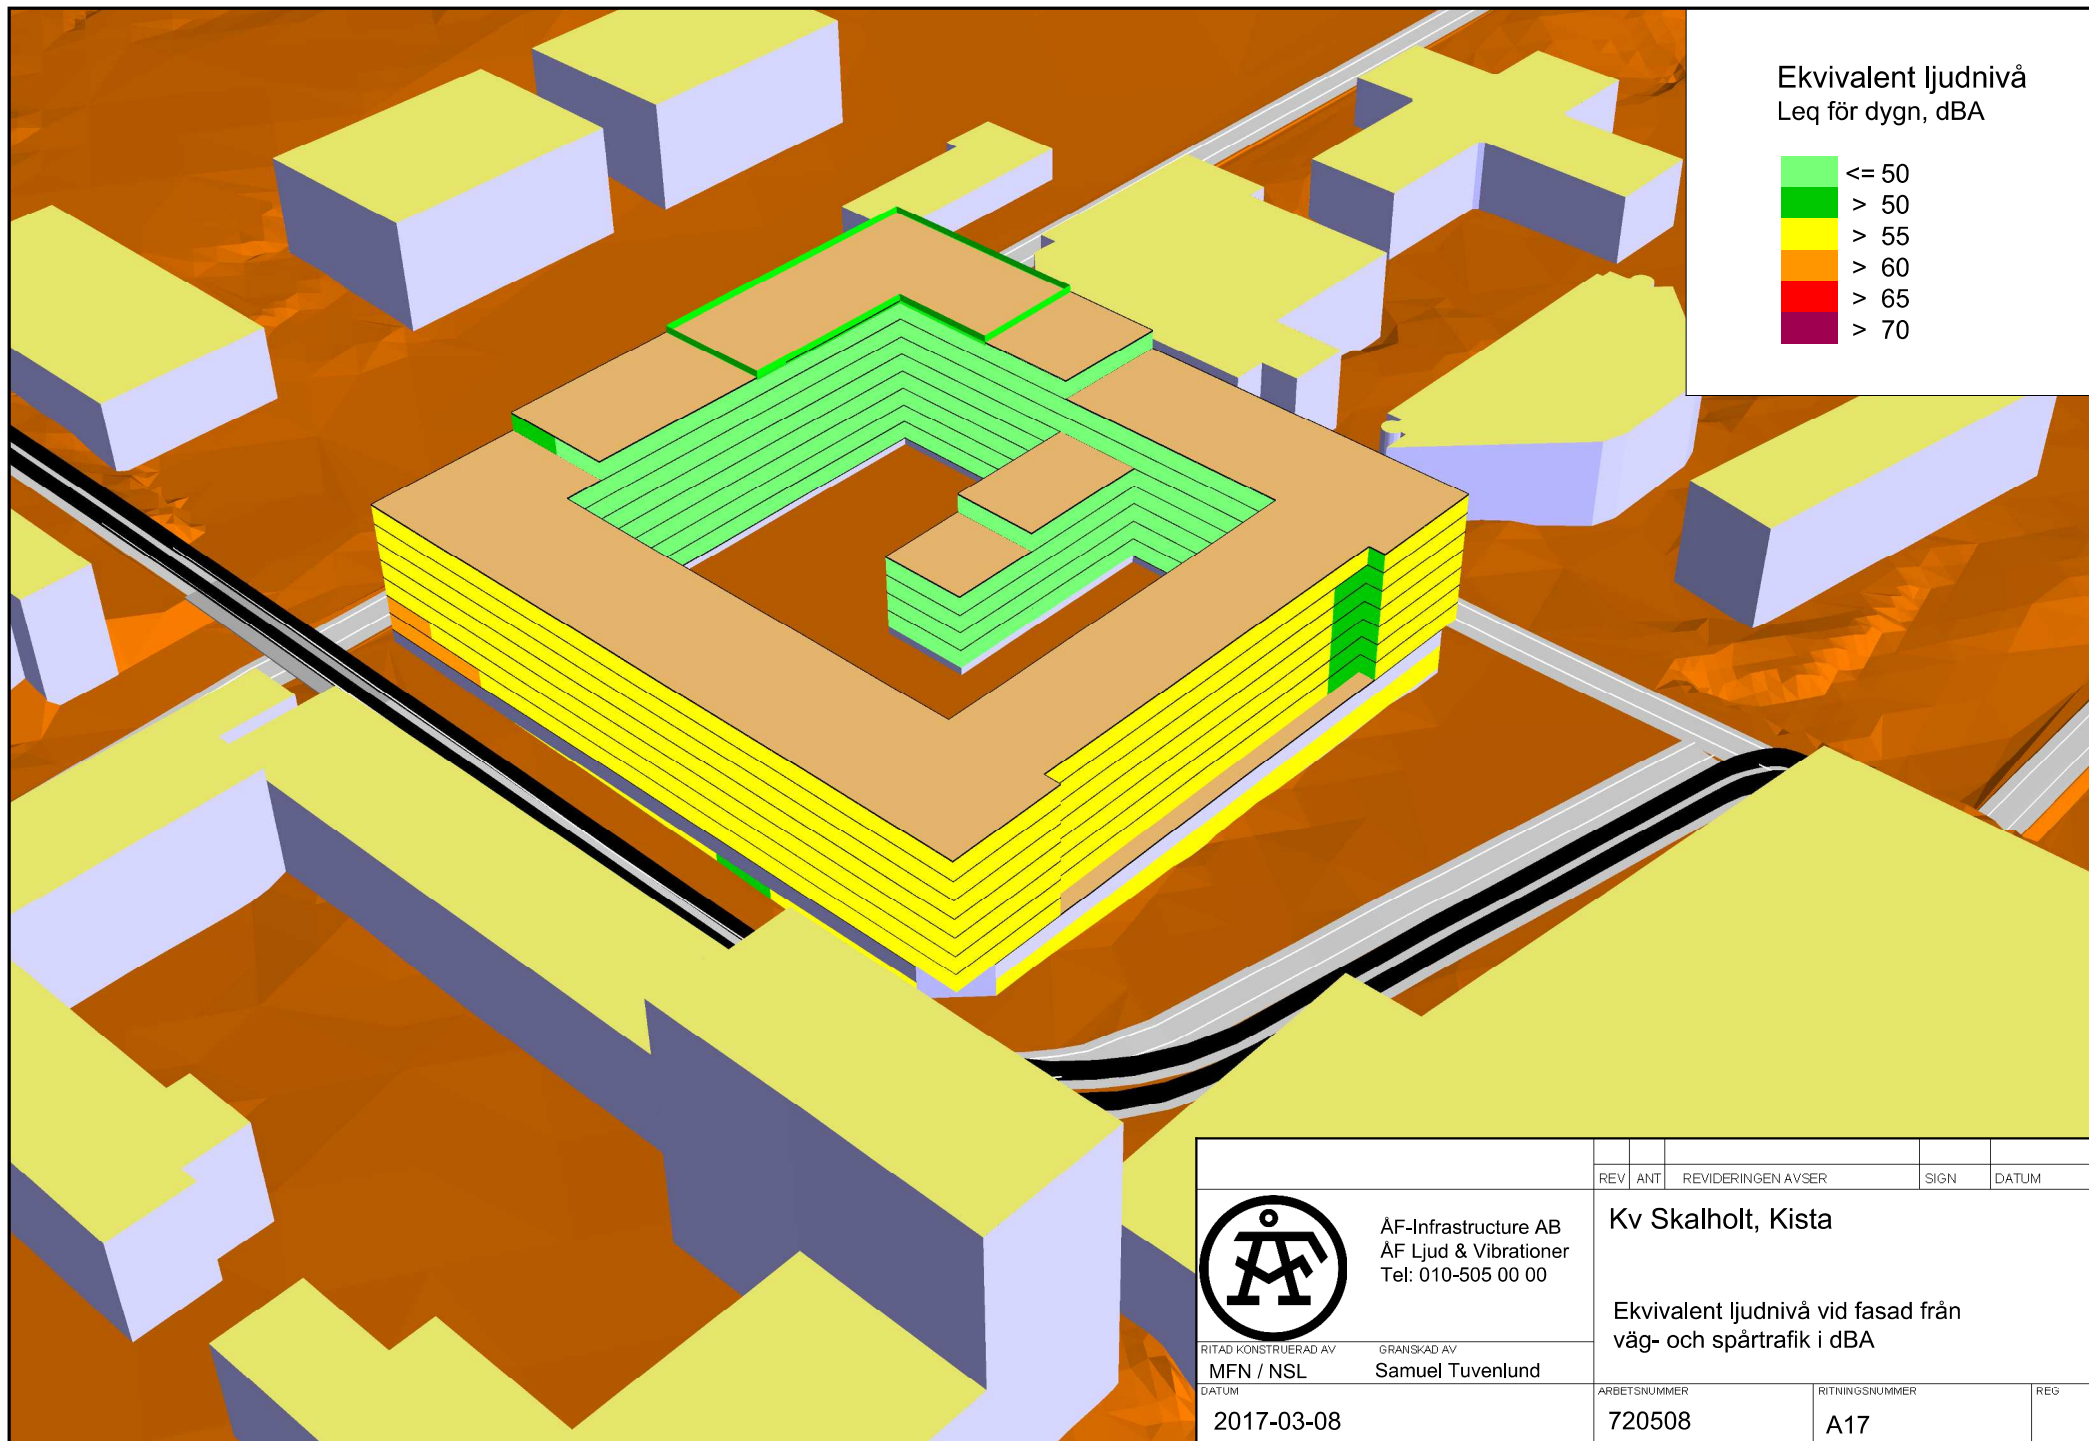 Ekvivalent ljudnivå
Leq för dygn, dBA
<= 50
> 50
> 55
> 60
> 65
> 70
REV ANT REVIDERINGEN AVSER SIGN DATUM
ÅF
ÅF-Infrastructure AB
ÅF Ljud & Vibrationer
Tel: 010-505 00 00
Kv Skalholt, Kista
Ekvivalent ljudnivå vid fasad från
väg- och spårtrafik i dBA
RITAD KONSTRUERAD AV GRANSKAD AV
MFN / NSL Samuel Tuvenlund
DATUM ARBETSNUMMER RITNINGSNUMMER REG
2017-03-08 720508 A17